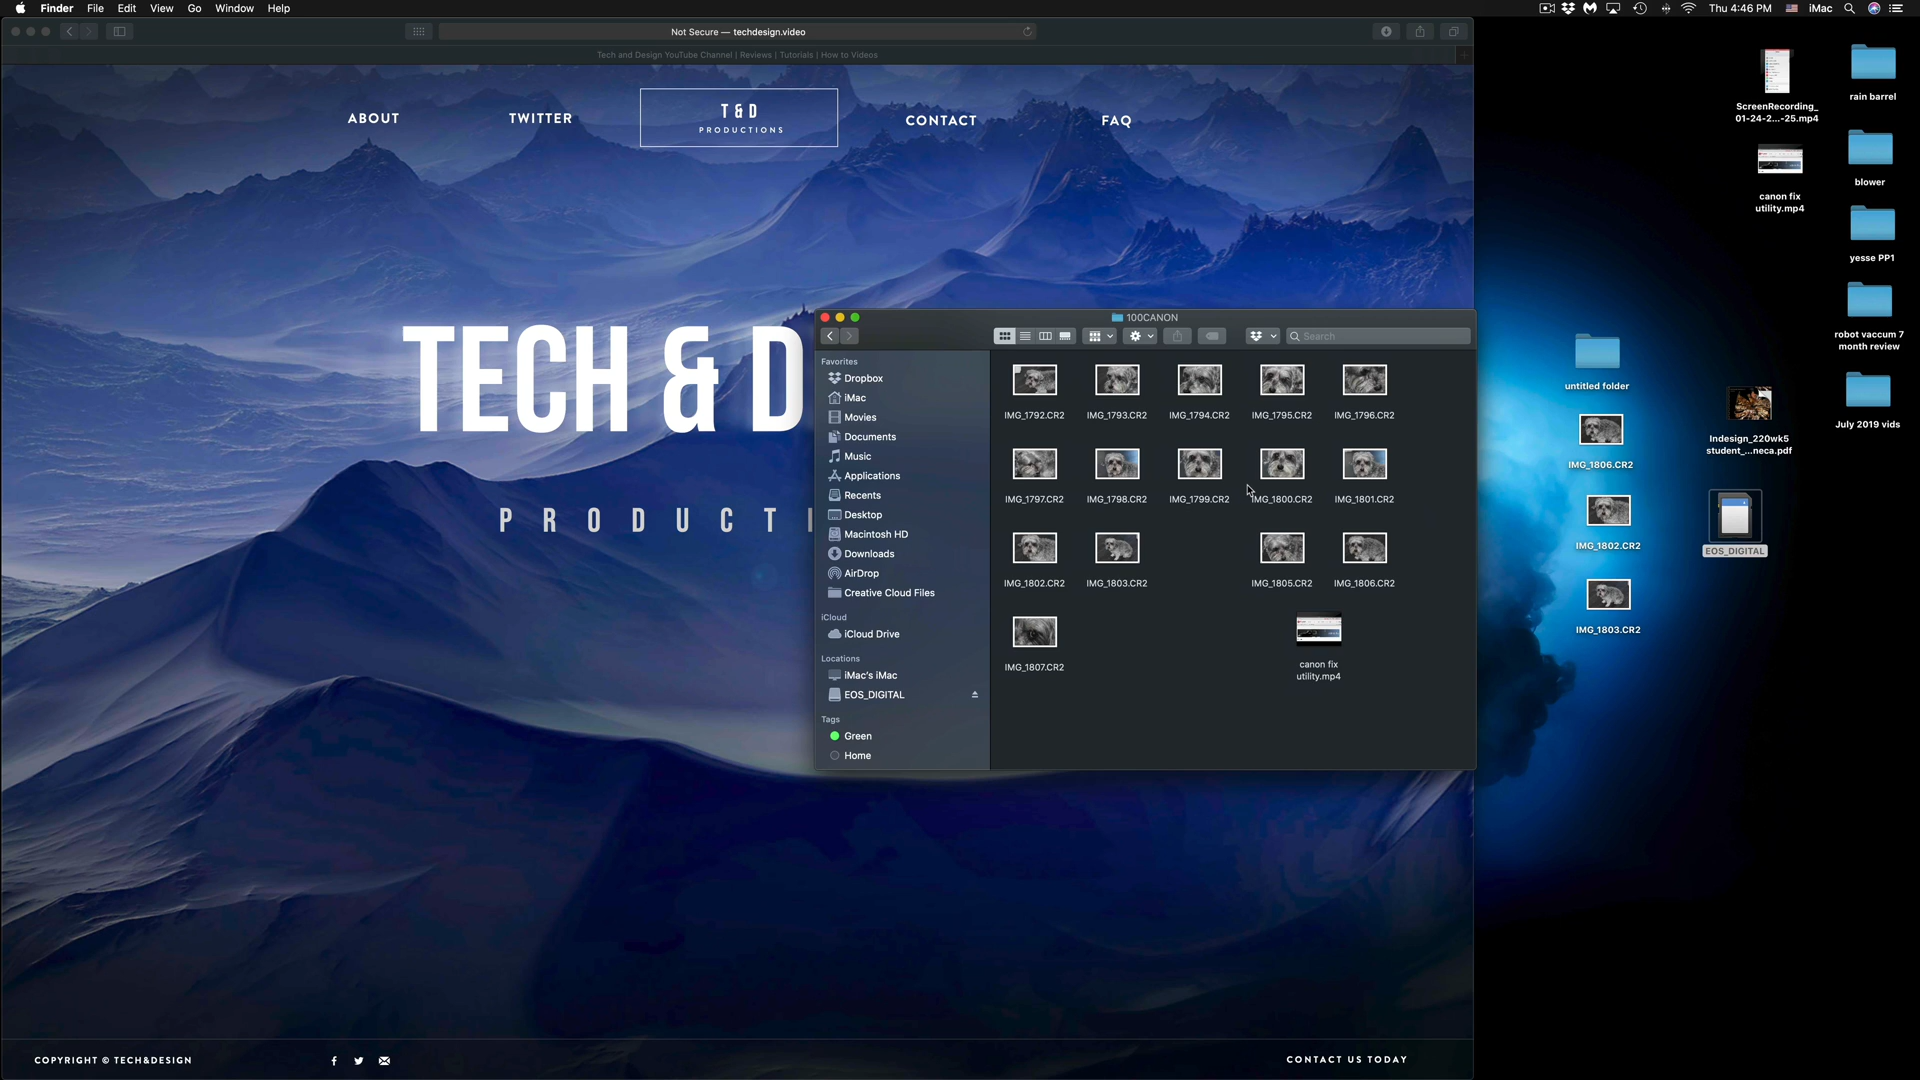 Finder File Edit View Go Window Help
Thu 4:46 PM iMac
Not Secure — techdesign.video
Tech and Design YouTube Channel | Reviews | Tutorials | How to Videos
ABOUT
TWITTER
T & D
PRODUCTIONS
CONTACT
FAQ
TECH & D
PRODUCTI
COPYRIGHT © TECH&DESIGN
CONTACT US TODAY
100CANON
Search
Favorites
Dropbox
iMac
Movies
Documents
Music
Applications
Recents
Desktop
Macintosh HD
Downloads
AirDrop
Creative Cloud Files
iCloud
iCloud Drive
Locations
iMac's iMac
EOS_DIGITAL
Tags
Green
Home
IMG_1792.CR2 IMG_1793.CR2 IMG_1794.CR2 IMG_1795.CR2 IMG_1796.CR2
IMG_1797.CR2 IMG_1798.CR2 IMG_1799.CR2 IMG_1800.CR2 IMG_1801.CR2
IMG_1802.CR2 IMG_1803.CR2 IMG_1805.CR2 IMG_1806.CR2
IMG_1807.CR2
canon fix
utility.mp4
ScreenRecording_
01-24-2...-25.mp4
rain barrel
canon fix
utility.mp4
blower
yesse PP1
robot vaccum 7
month review
July 2019 vids
untitled folder
IMG_1806.CR2
Indesign_220wk5
student_...neca.pdf
IMG_1802.CR2
EOS_DIGITAL
IMG_1803.CR2